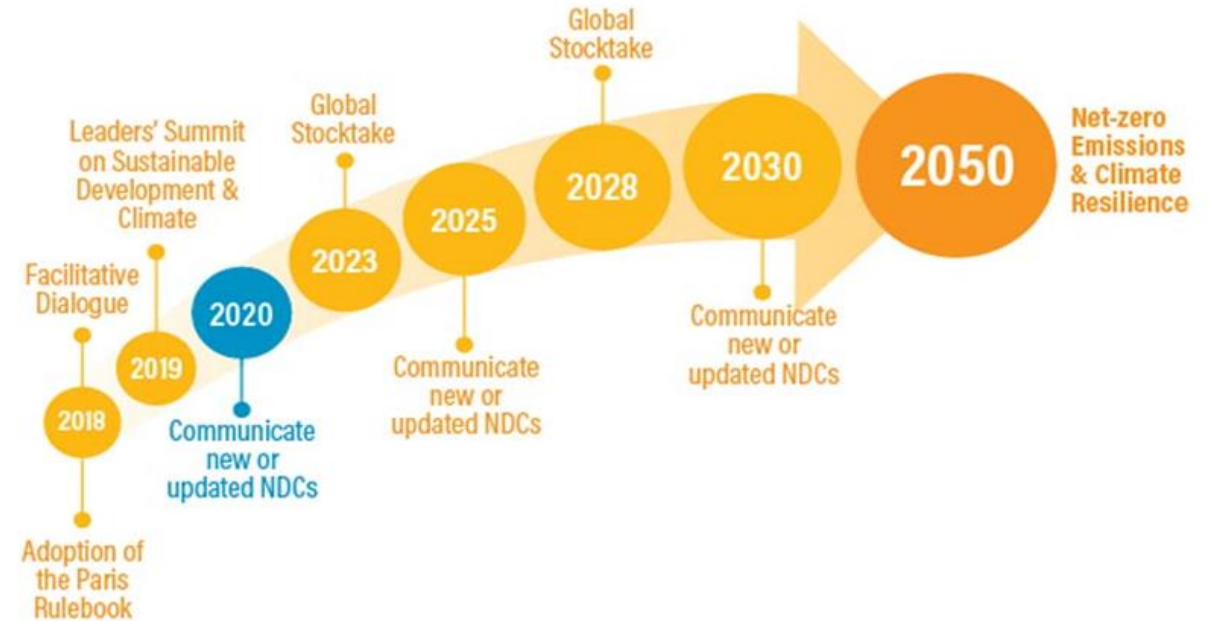 Facilitative
Dialogue
2018
Adoption of
the Paris
Rulebook
Leaders’ Summit
on Sustainable
Development &
Climate
2019
2020
Communicate
new or
updated NDCs
Global
Stocktake
2023
2025
Communicate
new or
updated NDCs
Global
Stocktake
2028
2030
Communicate
new or
updated NDCs
2050
Net-zero
Emissions
& Climate
Resilience